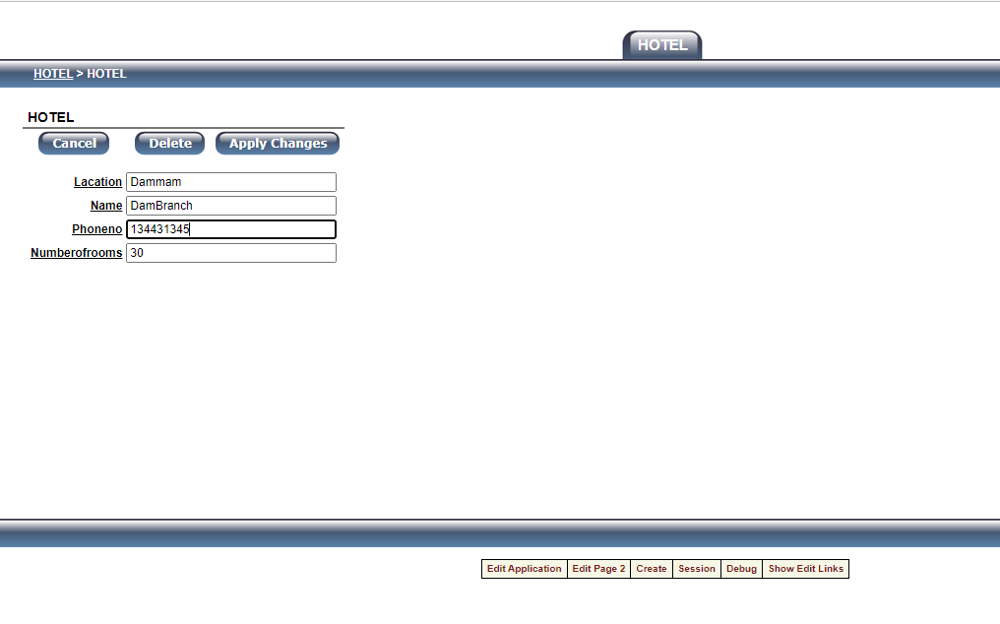 HOTEL
HOTEL > HOTEL
HOTEL
Cancel Delete Apply Changes
Lacation Dammam
Name DamBranch
Phoneno 134431345
Numberofrooms 30
Edit Application Edit Page 2 Create Session Debug Show Edit Links